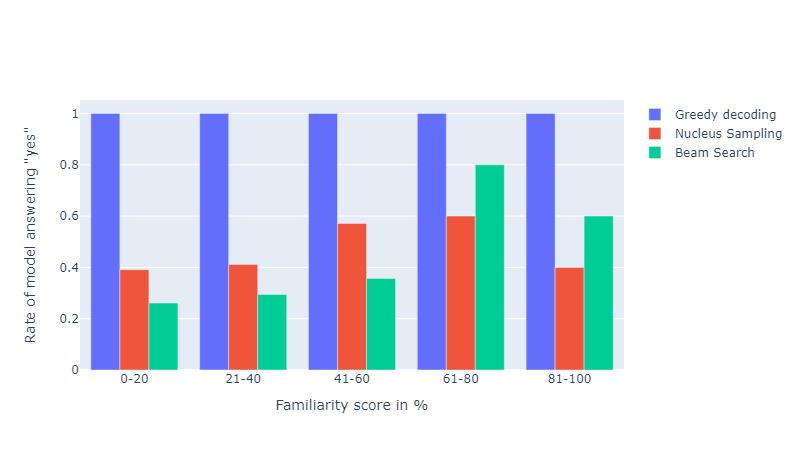 Greedy decoding
Nucleus Sampling
Beam Search
Rate of model answering "yes"
1
0.8
0.6
0.4
0.2
0
0-20 21-40 41-60 61-80 81-100
Familiarity score in %